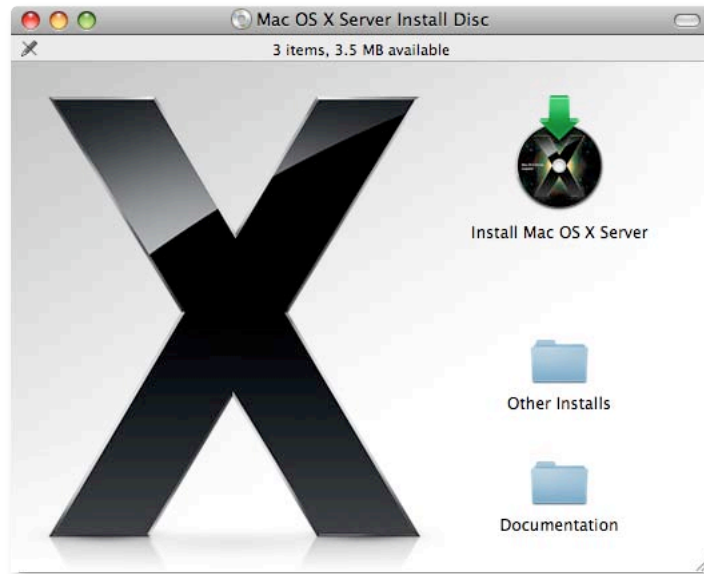 Mac OS X Server Install Disc
3 items, 3.5 MB available
Install Mac OS X Server
Other Installs
Documentation